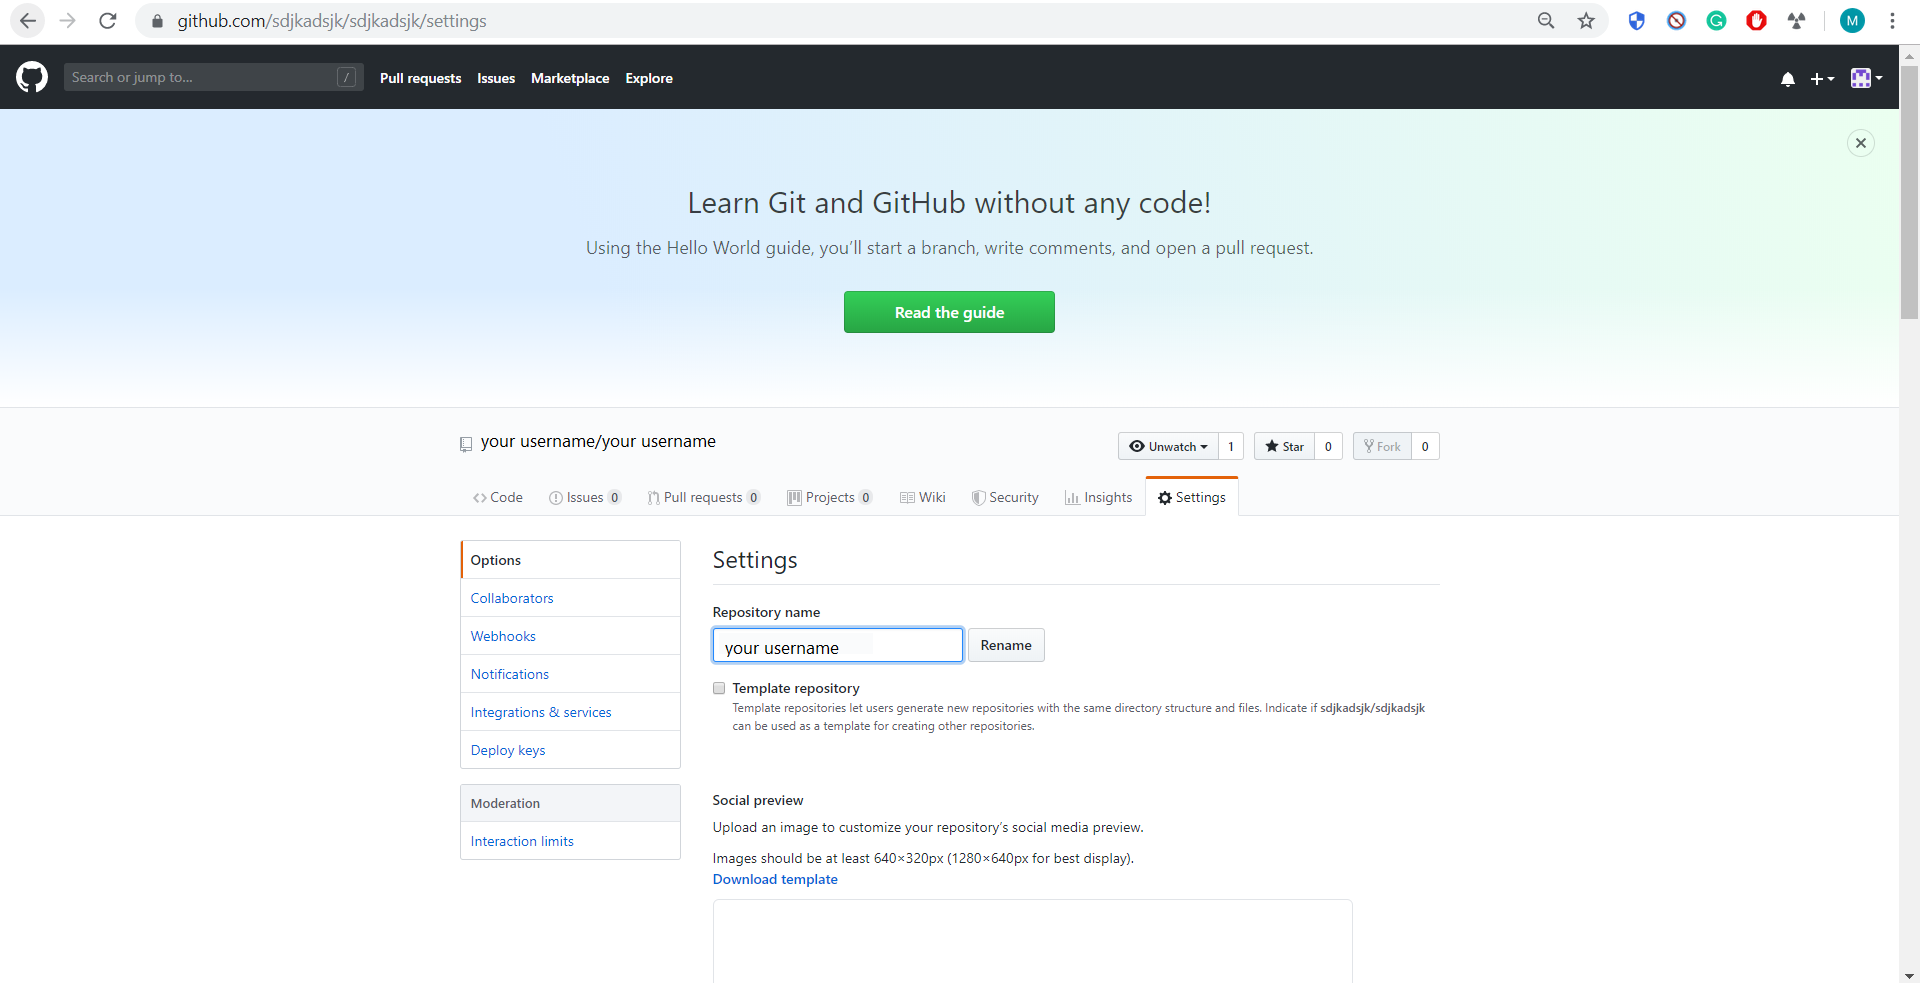 github.com/sdjkadsjk/sdjkadsjk/settings
M
Search or jump to...
/
Pull requests Issues Marketplace Explore
Learn Git and GitHub without any code!
Using the Hello World guide, you’ll start a branch, write comments, and open a pull request.
Read the guide
your username/your username
Unwatch 1 Star 0 Fork 0
Code Issues 0 Pull requests 0 Projects 0 Wiki Security Insights Settings
Options
Collaborators
Webhooks
Notifications
Integrations & services
Deploy keys
Moderation
Interaction limits
Settings
Repository name
your username Rename
Template repository
Template repositories let users generate new repositories with the same directory structure and files. Indicate if sdjkadsjk/sdjkadsjk
can be used as a template for creating other repositories.
Social preview
Upload an image to customize your repository’s social media preview.
Images should be at least 640×320px (1280×640px for best display).
Download template